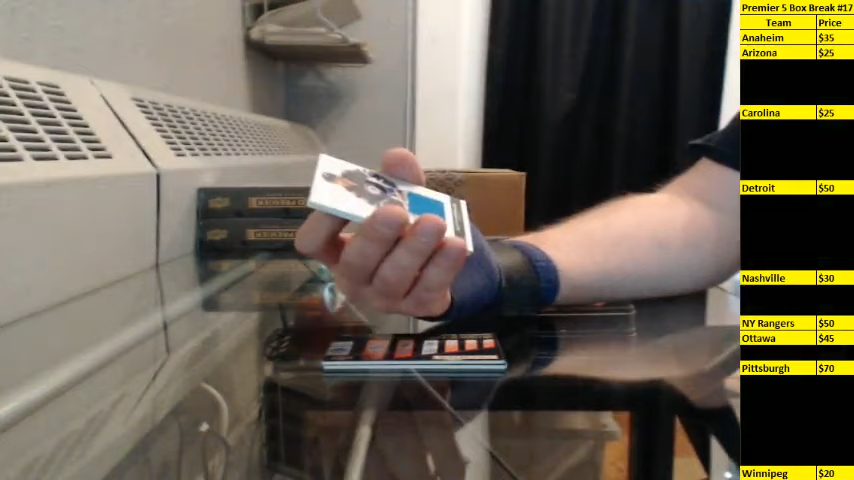 Premier 5 Box Break #17
Team Price
Anaheim $35
Arizona $25
Carolina $25
Detroit $50
Nashville $30
NY Rangers $50
Ottawa $45
Pittsburgh $70
Winnipeg $20